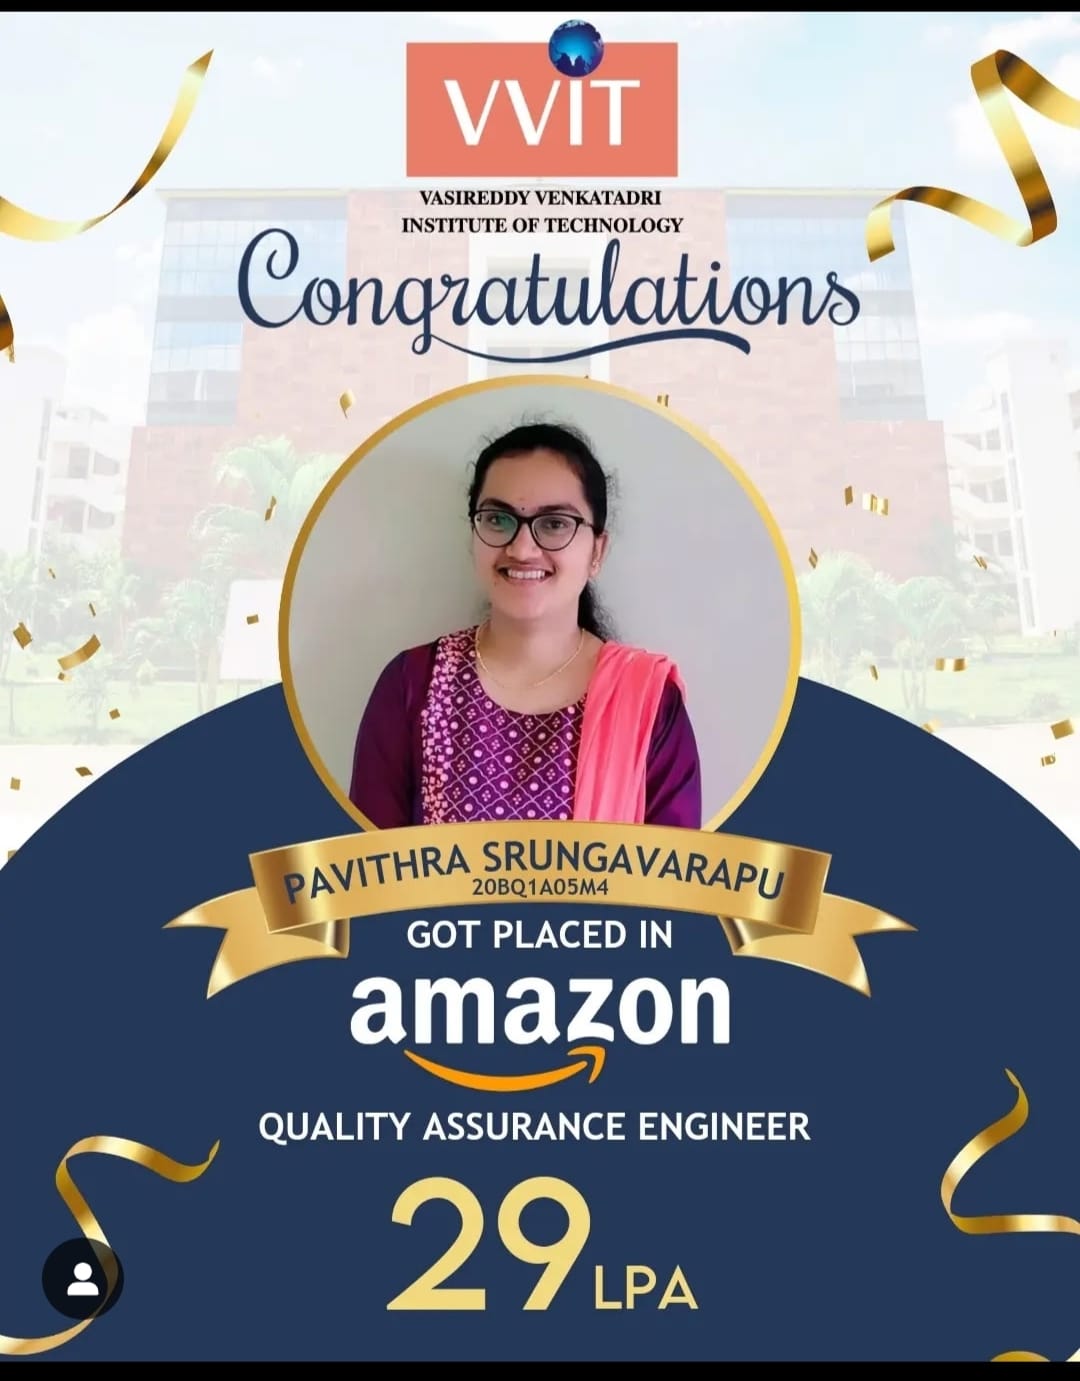 VVIT
VASIREDDY VENKATADRI
INSTITUTE OF TECHNOLOGY
Congratulations
PAVITHRA SRUNGAVARAPU
20BQ1A05M4
GOT PLACED IN
amazon
QUALITY ASSURANCE ENGINEER
29 LPA